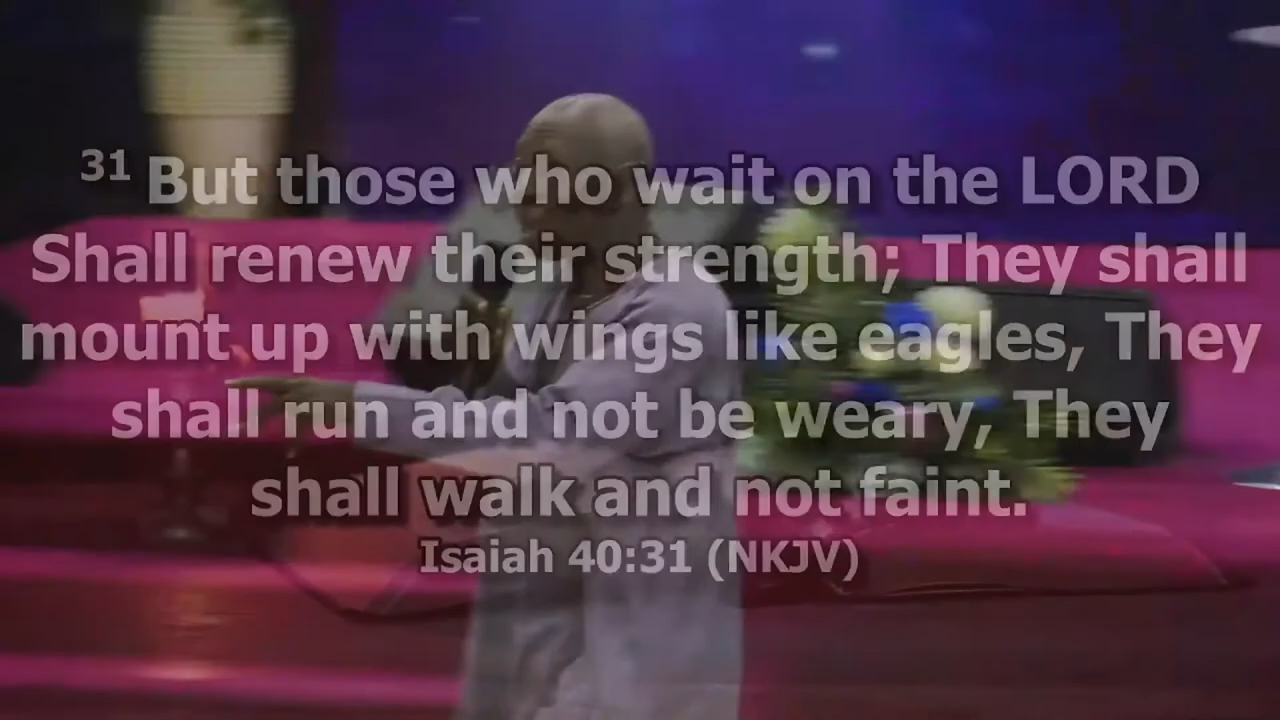 31 But those who wait on the LORD
Shall renew their strength; They shall
mount up with wings like eagles, They
shall run and not be weary, They
shall walk and not faint.
Isaiah 40:31 (NKJV)